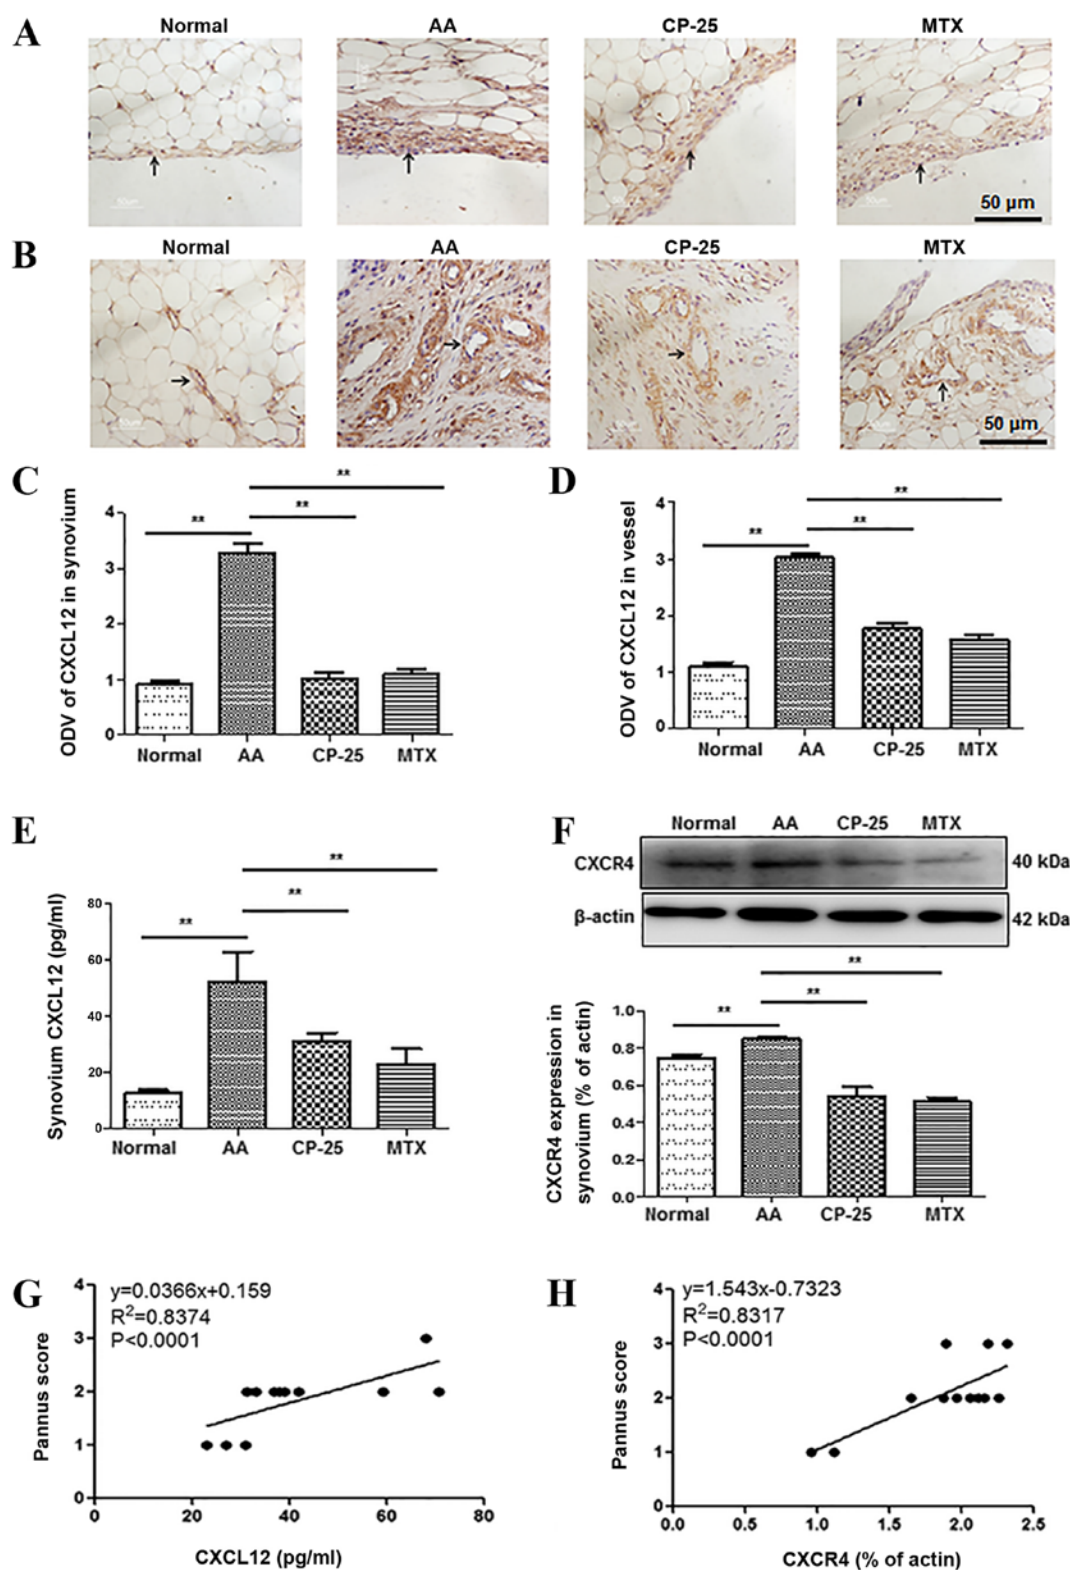 A
Normal
AA
CP-25
MTX
50 µm
B
Normal
AA
CP-25
MTX
50 µm
C
ODV of CXCL12 in synovium
**
**
**
4
3
2
1
0
Normal
AA
CP-25
MTX
D
ODV of CXCL12 in vessel
**
**
**
4
3
2
1
0
Normal
AA
CP-25
MTX
E
Synovium CXCL12 (pg/ml)
**
**
**
80
60
40
20
0
Normal
AA
CP-25
MTX
F
Normal
AA
CP-25
MTX
CXCR4
40 kDa
β-actin
42 kDa
CXCR4 expression in
synovium (% of actin)
**
**
**
1.0
0.8
0.6
0.4
0.2
0.0
Normal
AA
CP-25
MTX
G
y=0.0366x+0.159
R²=0.8374
P<0.0001
Pannus score
4
3
2
1
0
0
20
40
60
80
CXCL12 (pg/ml)
H
y=1.543x-0.7323
R²=0.8317
P<0.0001
Pannus score
4
3
2
1
0
0.0
0.5
1.0
1.5
2.0
2.5
CXCR4 (% of actin)